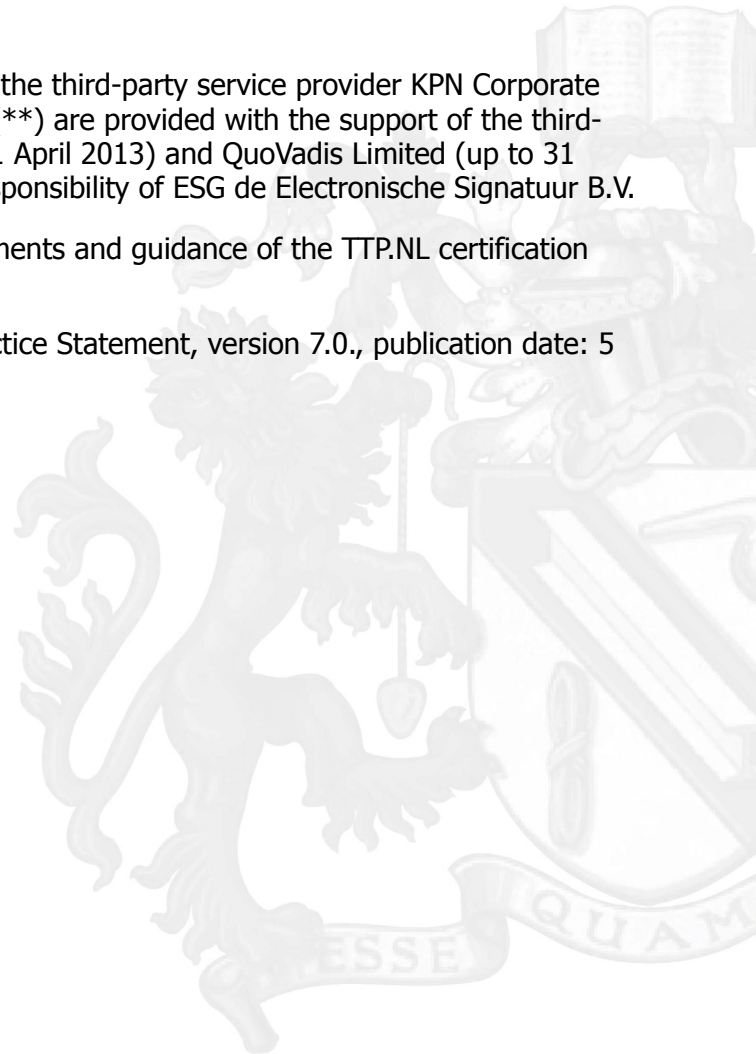 the third-party service provider KPN Corporate
(**) are provided with the support of the third-
April 2013) and QuoVadis Limited (up to 31
sponsibility of ESG de Electronische Signatuur B.V.
ments and guidance of the TTP.NL certification
ctice Statement, version 7.0., publication date: 5
ESSE
QUAM